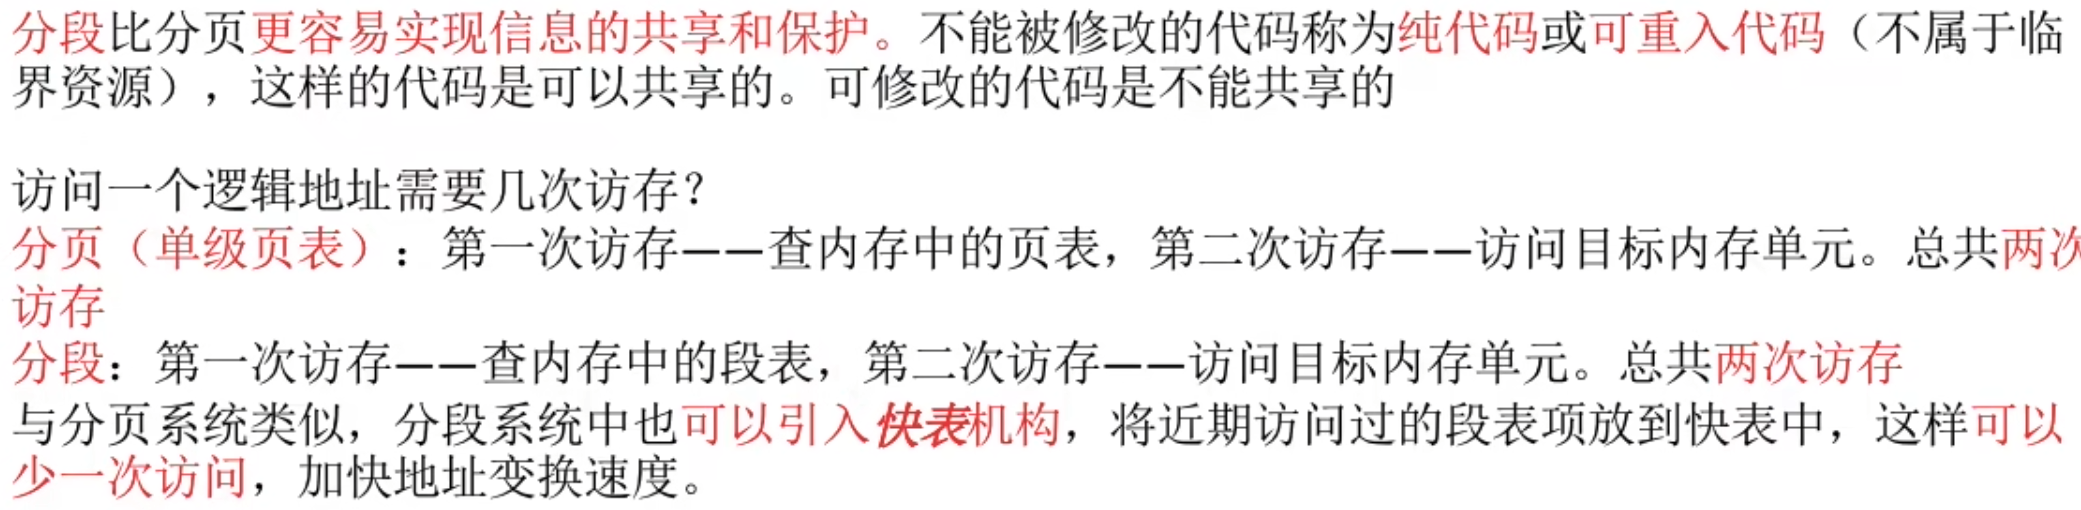 分段比分页更容易实现信息的共享和保护。不能被修改的代码称为纯代码或可重入代码（不属于临
界资源），这样的代码是可以共享的。可修改的代码是不能共享的
访问一个逻辑地址需要几次访存？
分页（单级页表）：第一次访存——查内存中的页表，第二次访存——访问目标内存单元。总共两次
访存
分段：第一次访存——查内存中的段表，第二次访存——访问目标内存单元。总共两次访存
与分页系统类似，分段系统中也可以引入快表机构，将近期访问过的段表项放到快表中，这样可以
少一次访问，加快地址变换速度。